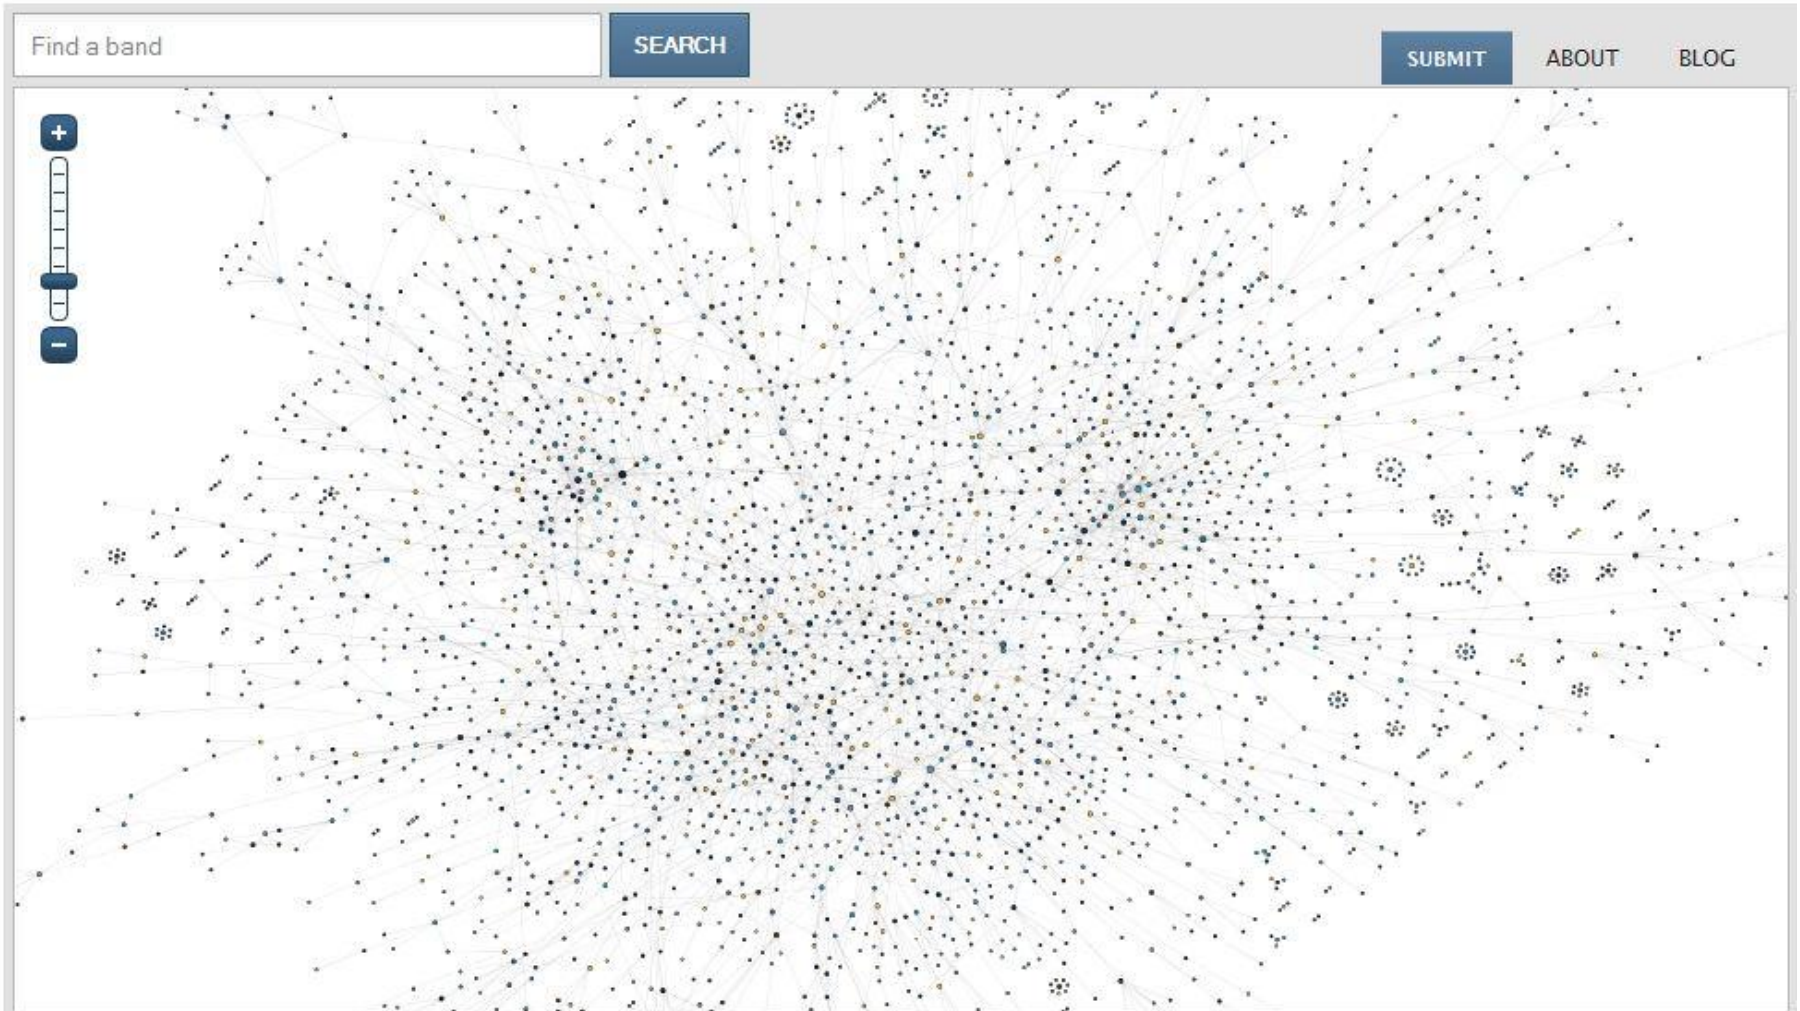 Find a band
SEARCH
SUBMIT
ABOUT
BLOG
+
−